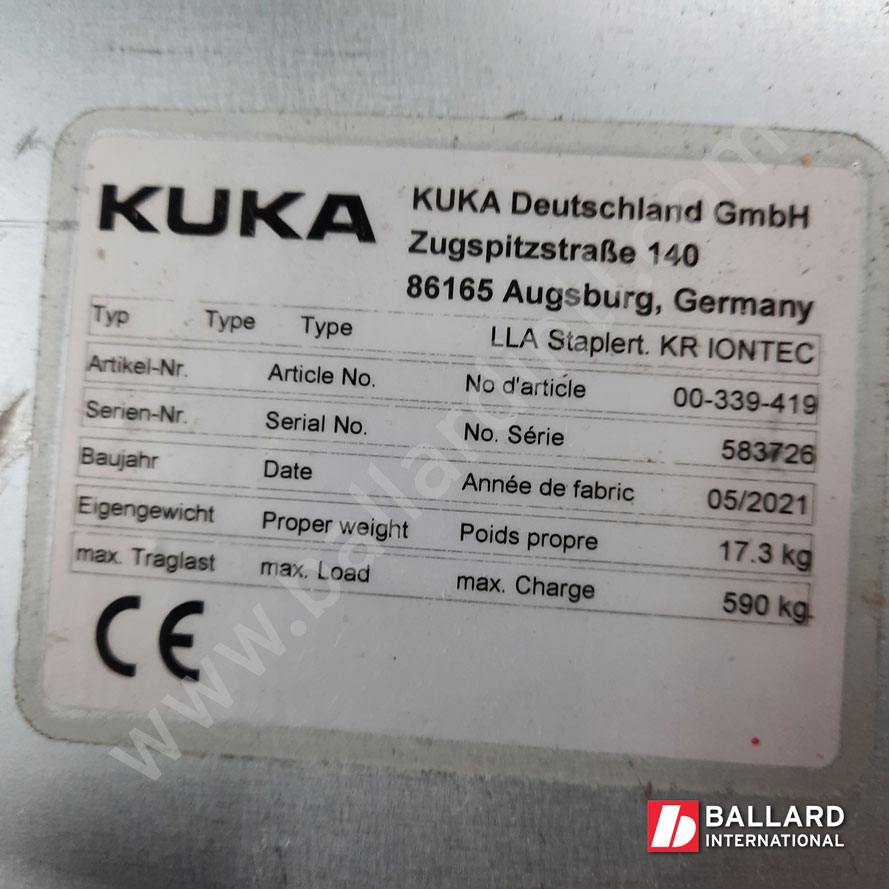 KUKA
KUKA Deutschland GmbH
Zugspitzstraße 140
86165 Augsburg, Germany
Typ Type Type LLA Staplert. KR IONTEC
Artikel-Nr. Article No. No d'article 00-339-419
Serien-Nr. Serial No. No. Série 583726
Baujahr Date Année de fabric 05/2021
Eigengewicht Proper weight Poids propre 17.3 kg
max. Traglast max. Load max. Charge 590 kg
CE
www.ballardintl.com
BALLARD
INTERNATIONAL